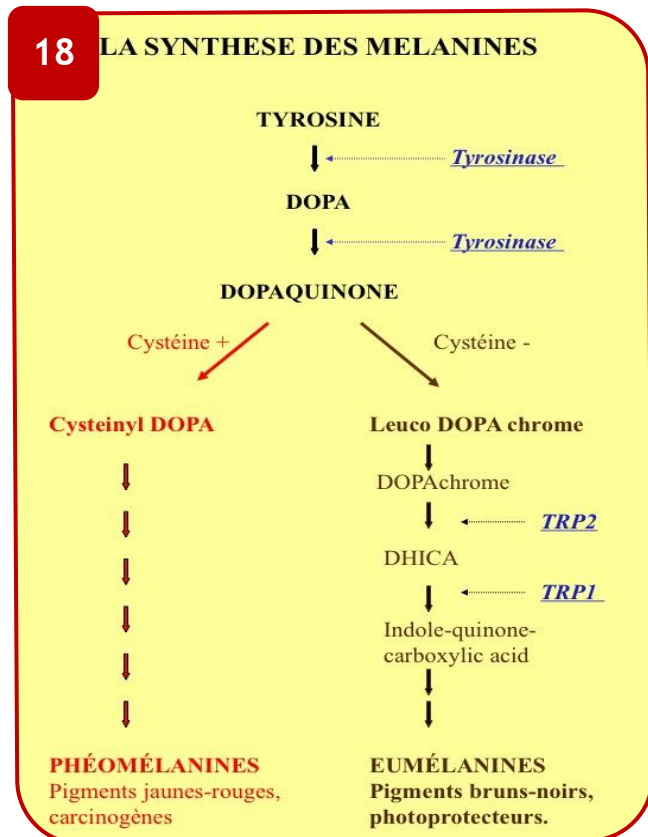 18
LA SYNTHESE DES MELANINES
TYROSINE
Tyrosinase
DOPA
Tyrosinase
DOPAQUINONE
Cystéine +
Cystéine -
Cysteinyl DOPA
Leuco DOPA chrome
DOPAchrome
TRP2
DHICA
TRP1
Indole-quinone-
carboxylic acid
PHÉOMÉLANINES
Pigments jaunes-rouges,
carcinogènes
EUMÉLANINES
Pigments bruns-noirs,
photoprotecteurs.